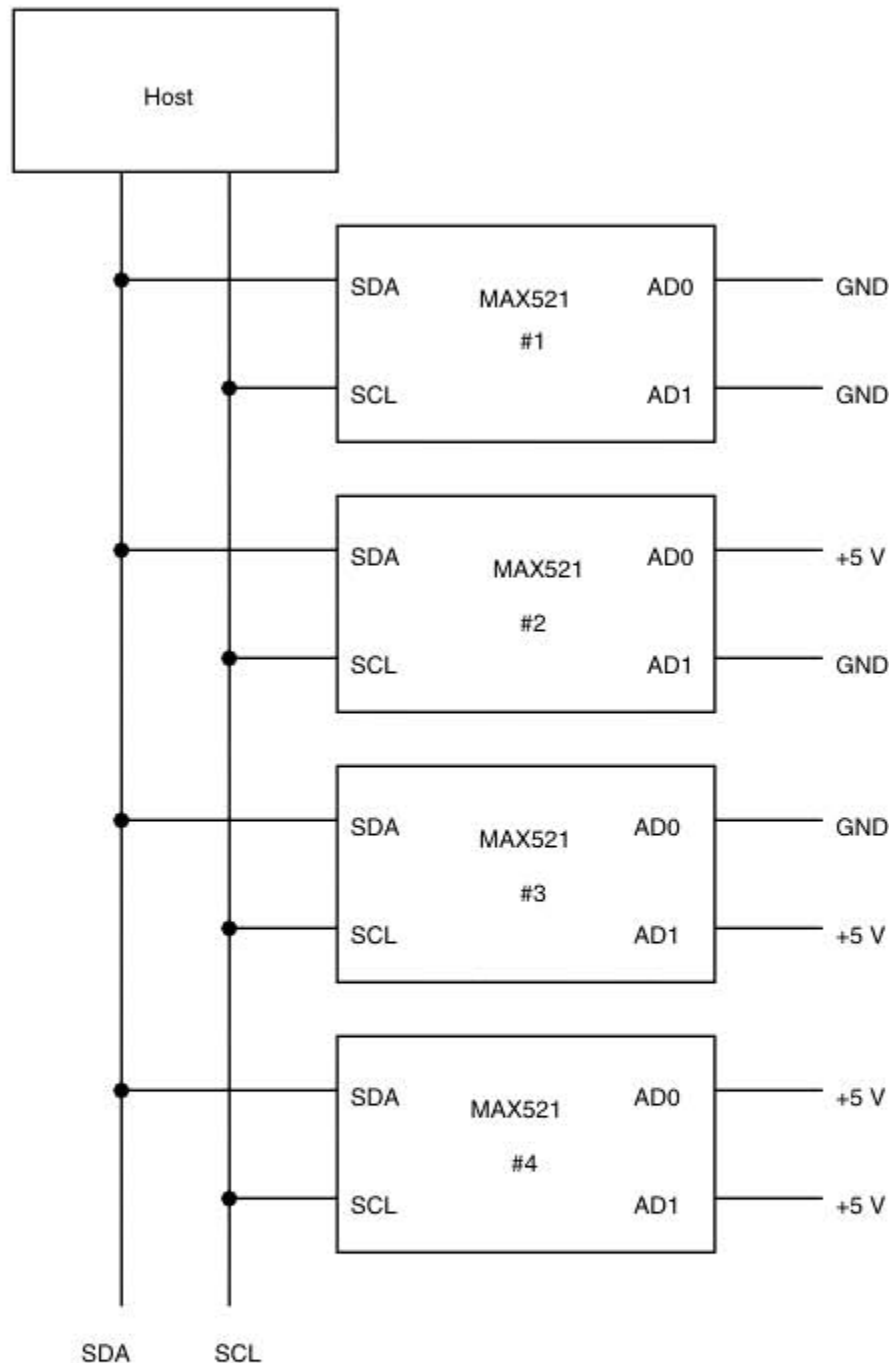 Host
SDA MAX521 AD0 GND
#1
SCL AD1 GND
SDA MAX521 AD0 +5 V
#2
SCL AD1 GND
SDA MAX521 AD0 GND
#3
SCL AD1 +5 V
SDA MAX521 AD0 +5 V
#4
SCL AD1 +5 V
SDA SCL